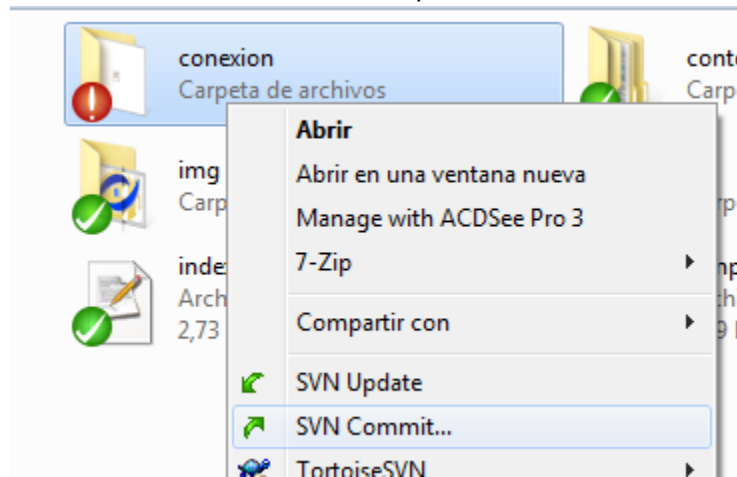 conexion
Carpeta de archivos
Abrir
Abrir en una ventana nueva
img
Carp
Manage with ACDSee Pro 3
7-Zip
Arch
2,73
Compartir con
SVN Update
SVN Commit...
TortoiseSVN